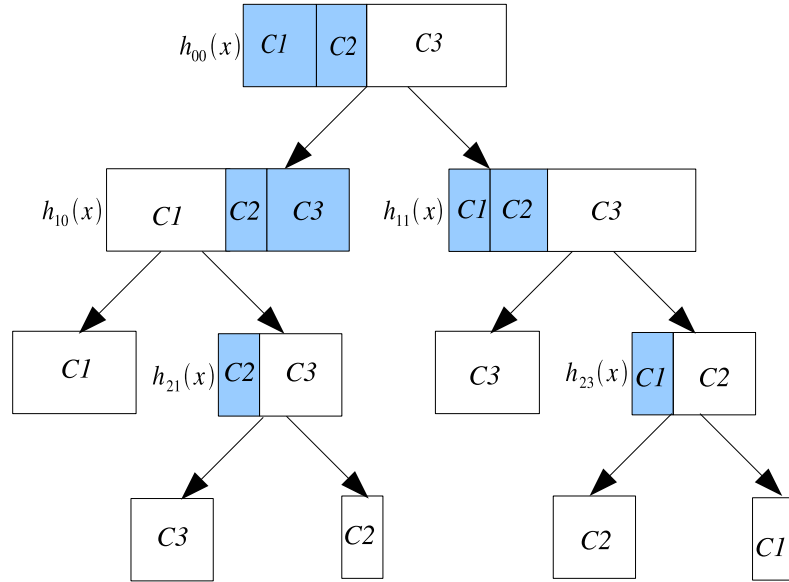 h₀₀(x) C1 C2 C3
h₁₀(x) C1 C2 C3 h₁₁(x) C1 C2 C3
C1 h₂₁(x) C2 C3 C3 h₂₃(x) C1 C2
C3 C2 C2 C1